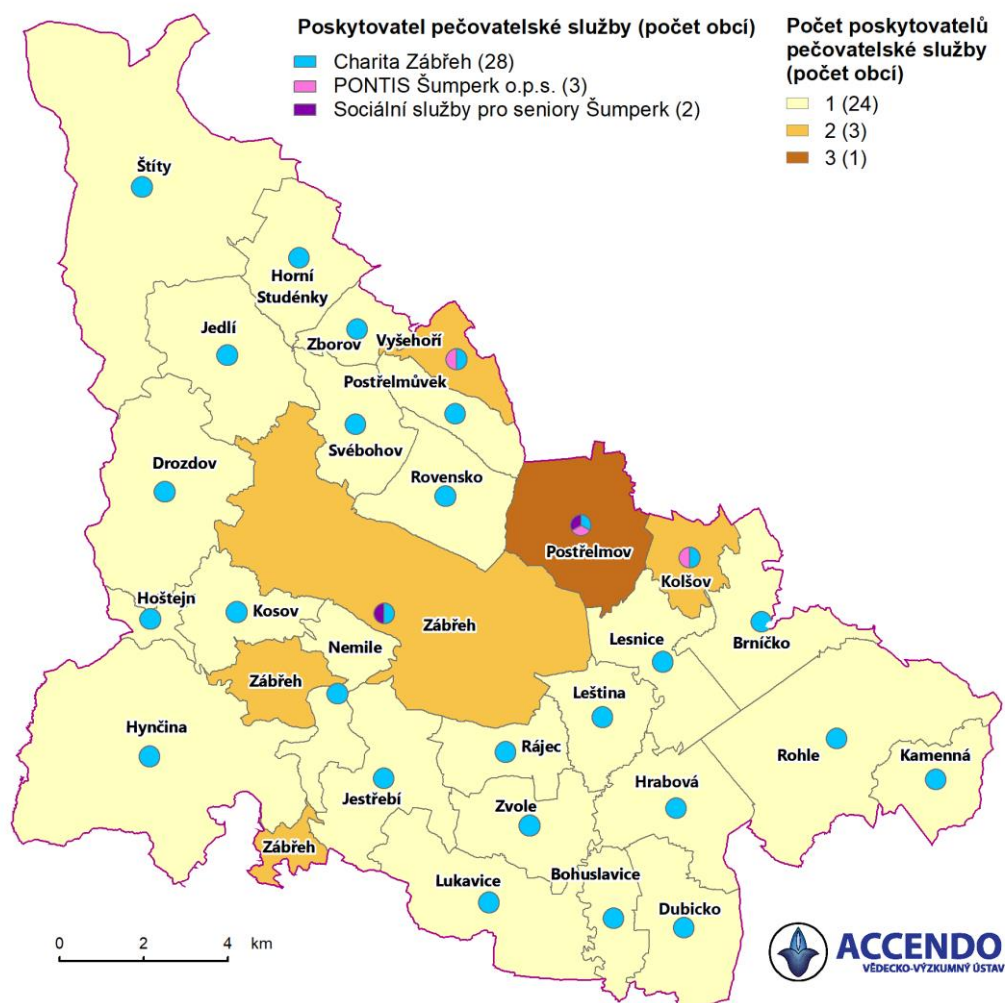 Poskytovatel pečovatelské služby (počet obcí)
Charita Zábřeh (28)
PONTIS Šumperk o.p.s. (3)
Sociální služby pro seniory Šumperk (2)
Počet poskytovatelů
pečovatelské služby
(počet obcí)
1 (24)
2 (3)
3 (1)
Štíty
Horní
Studénky
Jedlí
Zborov
Vyšehoří
Postřelmůvek
Svébohov
Drozdov
Rovensko
Postřelmov
Kolšov
Hoštejn
Kosov
Zábřeh
Nemile
Lesnice
Brníčko
Zábřeh
Leština
Hynčina
Rájec
Rohle
Kamenná
Jestřebí
Hrabová
Zvole
Zábřeh
Lukavice
Bohuslavice
Dubicko
0 2 4 km
ACCENDO
VĚDECKO-VÝZKUMNÝ ÚSTAV